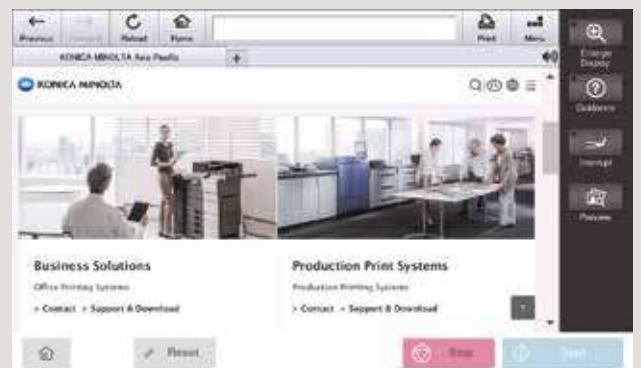 Previous
Reload
Home
Print
Menu
KONICA MINOLTA Asia Pacific
+
KONICA MINOLTA
Business Solutions
Office Printing Systems
> Contact > Support & Download
Production Print Systems
Production Printing Systems
> Contact > Support & Download
Enlarge
Display
Guidance
Interrupt
Preview
Reset
Stop
Start